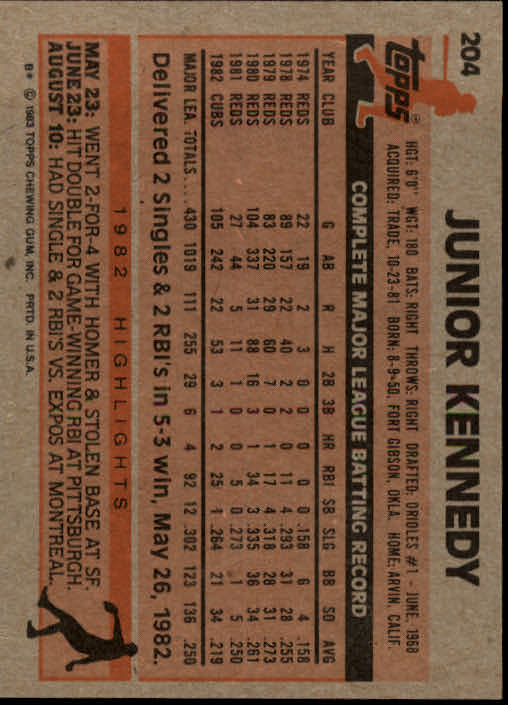 204
topps®
JUNIOR KENNEDY
HGT: 6'0" WGT: 180 BATS: RIGHT THROWS: RIGHT DRAFTED: ORIOLES #1 - JUNE, 1968
ACQUIRED: TRADE, 10-23-81 BORN: 8-9-50, FORT GIBSON, OKLA. HOME: ARVIN, CALIF.
COMPLETE MAJOR LEAGUE BATTING RECORD
YEAR CLUB G AB R H 2B 3B HR RBI SB SLG BB SO AVG
1974 REDS 22 19 2 3 0 0 0 0 0 .158 6 4 .158
1978 REDS 89 157 22 40 2 2 0 11 4 .293 31 28 .255
1979 REDS 83 220 29 60 7 0 1 17 4 .318 28 31 .273
1980 REDS 104 337 31 88 16 3 1 34 3 .335 36 34 .261
1981 REDS 27 44 5 11 1 0 0 5 0 .273 1 5 .250
1982 CUBS 105 242 22 53 3 1 2 25 1 .264 21 34 .219
MAJOR LEA. TOTALS.... 430 1019 111 255 29 6 4 92 12 .302 123 136 .250
Delivered 2 Singles & 2 RBI's in 5-3 win, May 26, 1982.
1982 HIGHLIGHTS
MAY 23: WENT 2-FOR-4 WITH HOMER & STOLEN BASE AT SF.
JUNE 23: HIT DOUBLE FOR GAME-WINNING RBI AT PITTSBURGH.
AUGUST 10: HAD SINGLE & 2 RBI'S VS. EXPOS AT MONTREAL.
B* © 1983 TOPPS CHEWING GUM, INC. PRTD. IN U.S.A.